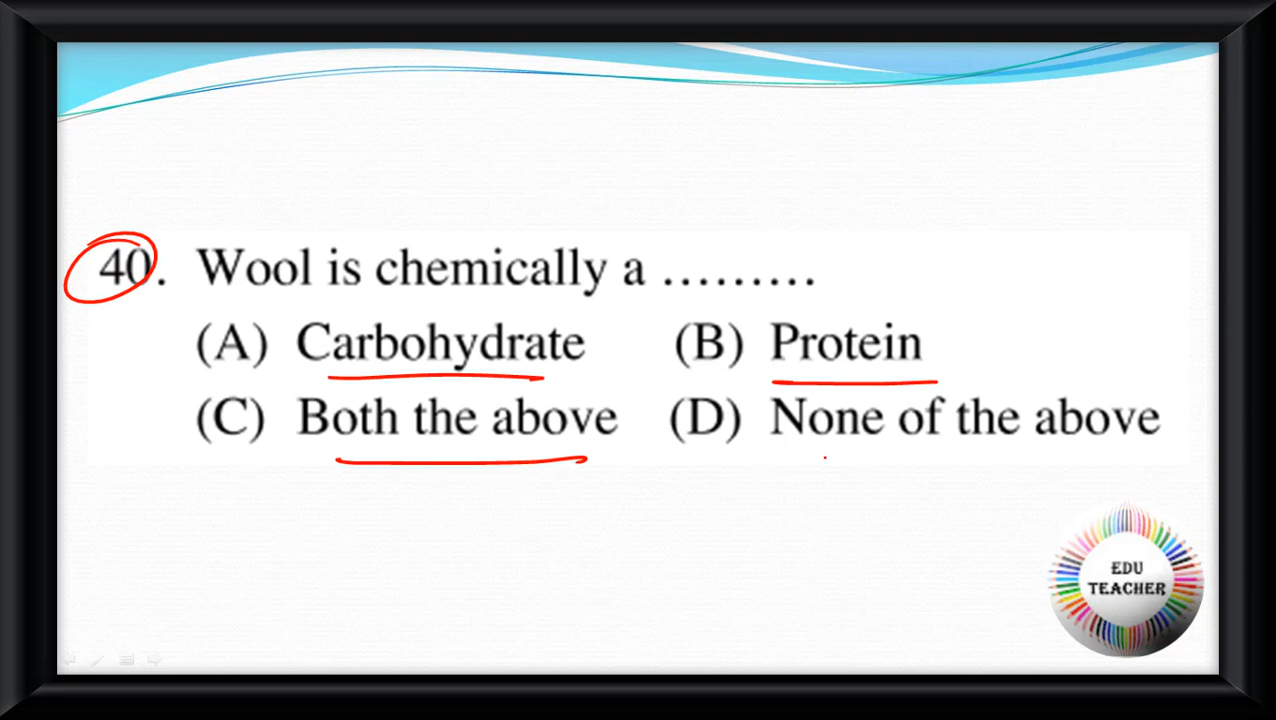 40. Wool is chemically a .........
(A) Carbohydrate (B) Protein
(C) Both the above (D) None of the above
EDU
TEACHER